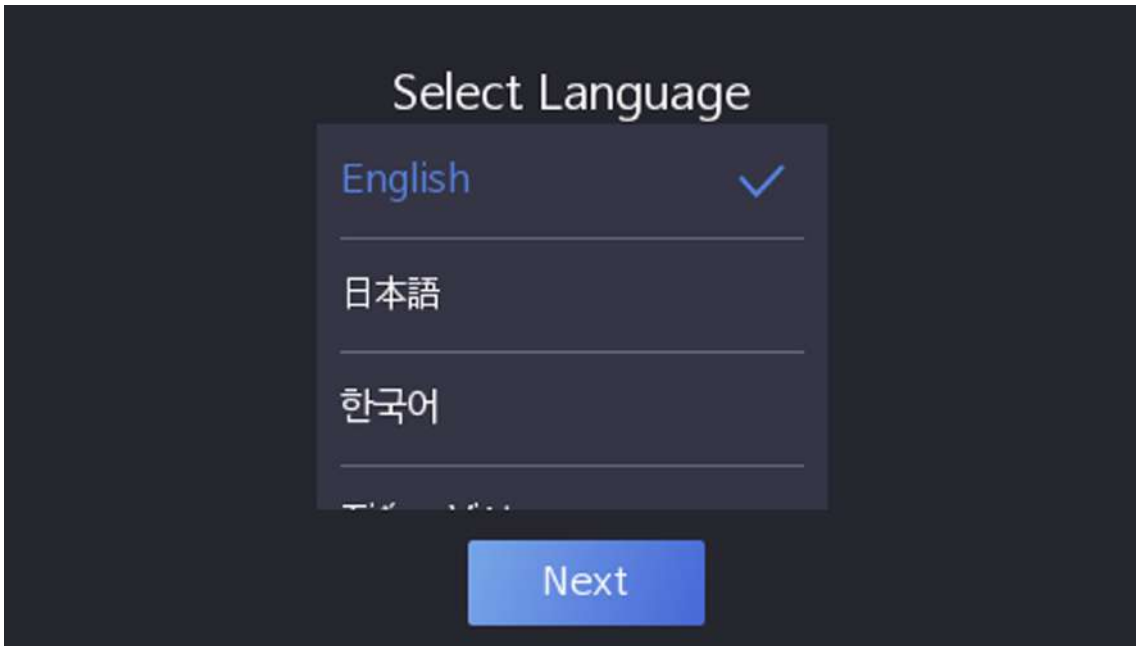 Select Language
English
日本語
한국어
Next